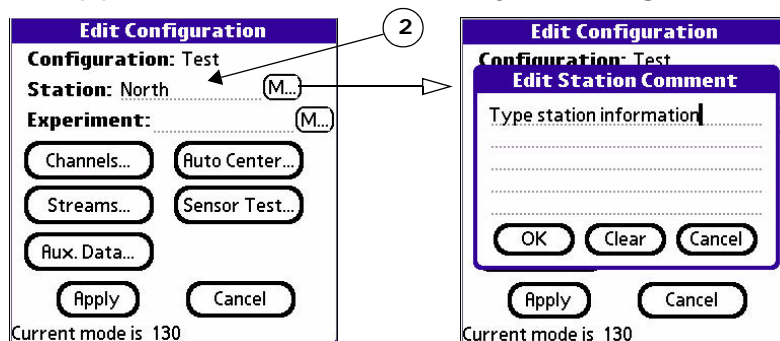 Edit Configuration
Configuration: Test
Station: North M...
Experiment: M...
Channels... Auto Center...
Streams... Sensor Test...
Aux. Data...
Apply Cancel
Current mode is 130
2
Edit Configuration
Configuration: Test
Edit Station Comment
Type station information
OK Clear Cancel
Apply Cancel
Current mode is 130